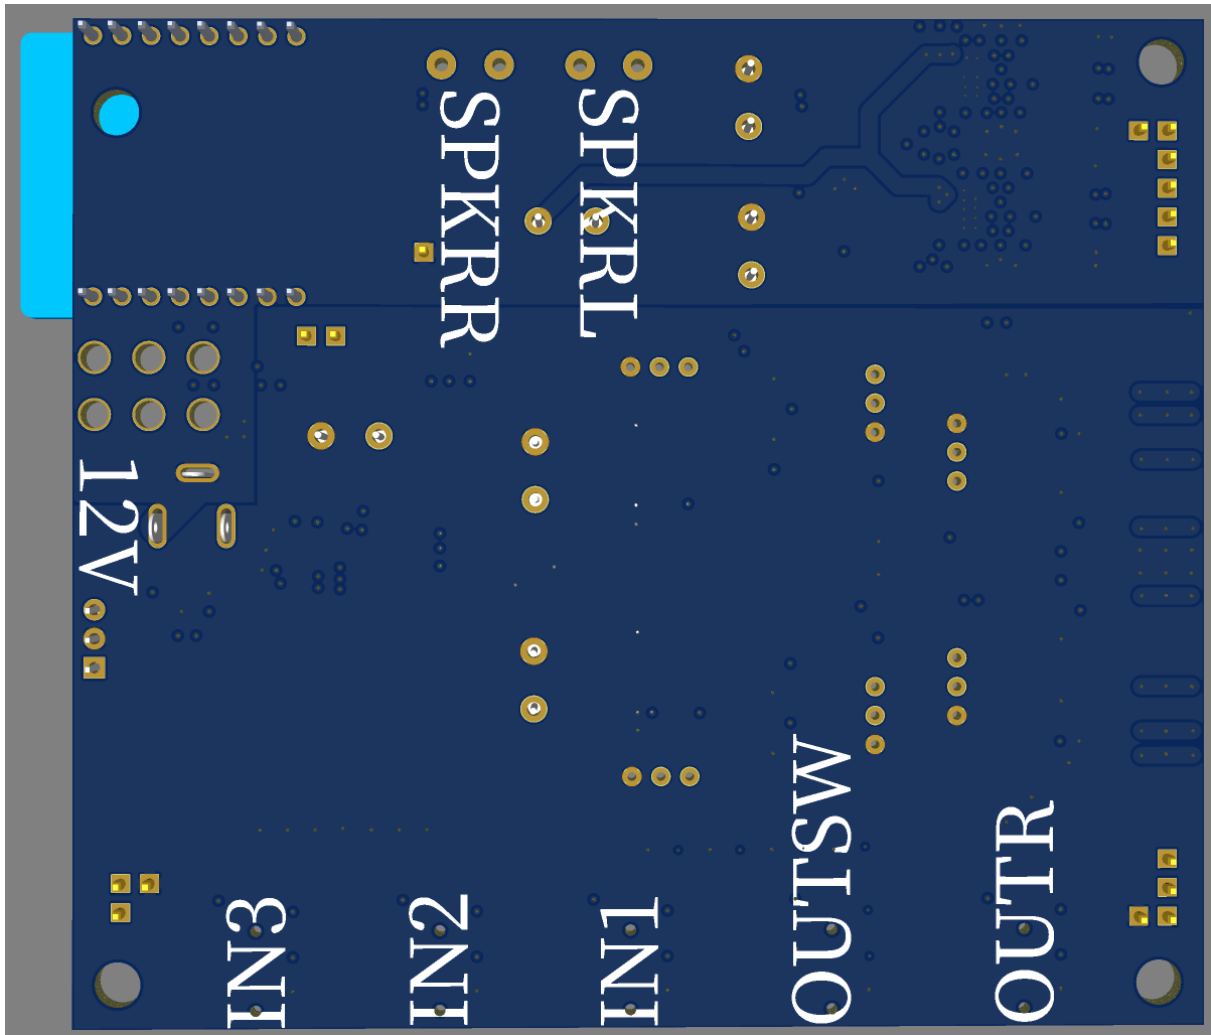 SPKRR
SPKRL
12V
IN3
IN2
IN1
OUTSW
OUTR